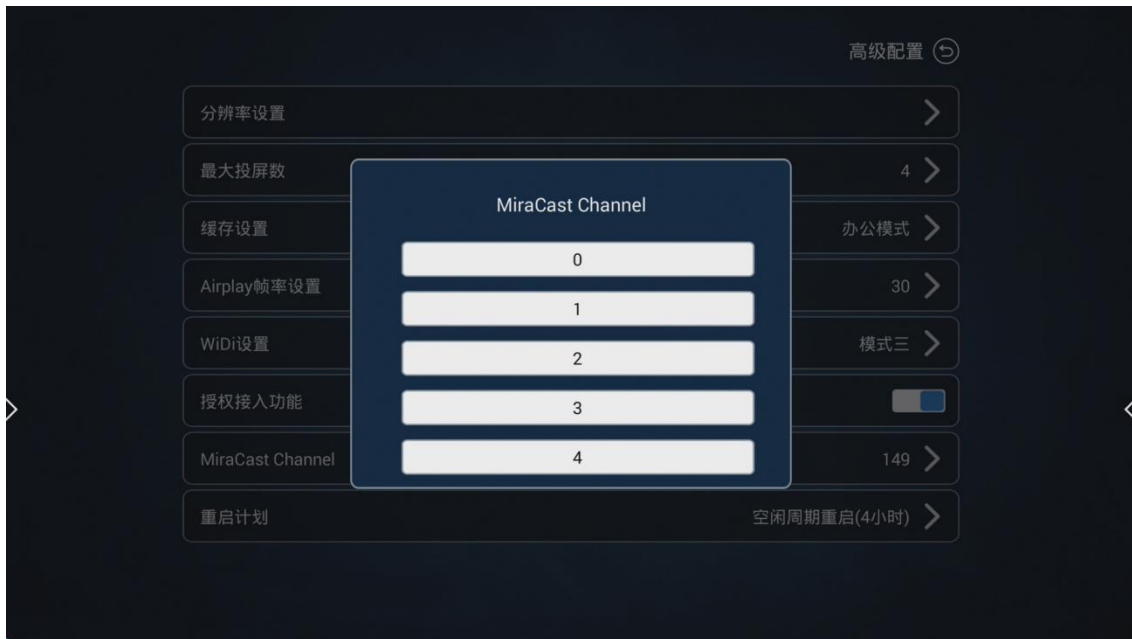 高级配置
分辨率设置
最大投屏数 4
缓存设置 办公模式
Airplay帧率设置 30
WiDi设置 模式三
授权接入功能
MiraCast Channel 149
重启计划 空闲周期重启(4小时)
MiraCast Channel
0
1
2
3
4